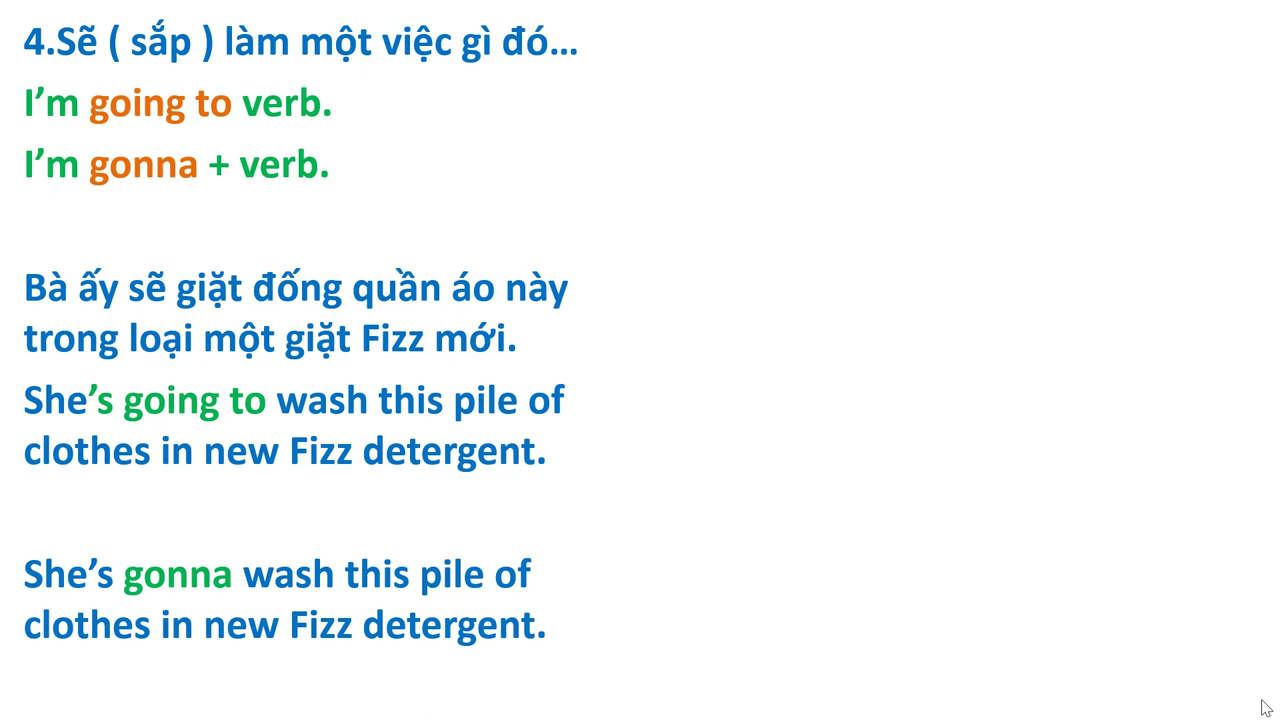 4.Sẽ ( sắp ) làm một việc gì đó…
I’m going to verb.
I’m gonna + verb.
Bà ấy sẽ giặt đống quần áo này
trong loại một giặt Fizz mới.
She’s going to wash this pile of
clothes in new Fizz detergent.
She’s gonna wash this pile of
clothes in new Fizz detergent.